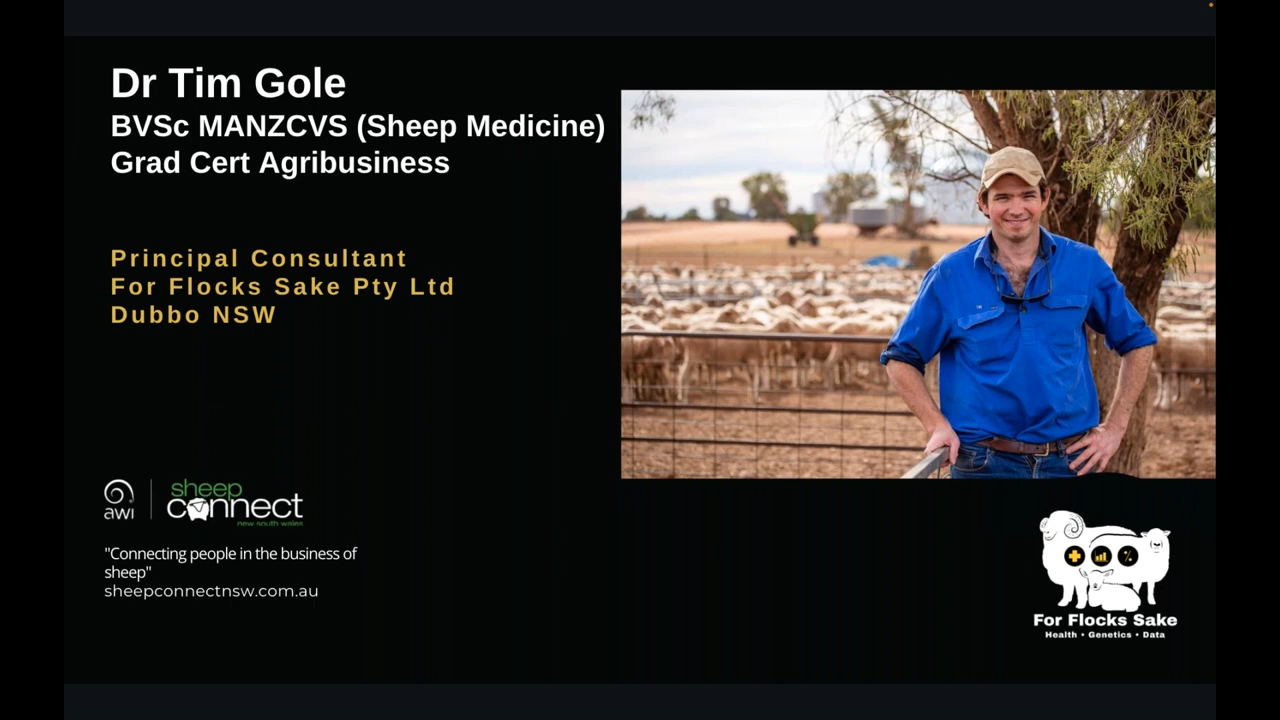 Dr Tim Gole
BVSc MANZCVS (Sheep Medicine)
Grad Cert Agribusiness
Principal Consultant
For Flocks Sake Pty Ltd
Dubbo NSW
awi
sheep
connect
new south wales
"Connecting people in the business of
sheep"
sheepconnectnsw.com.au
%
For Flocks Sake
Health • Genetics • Data